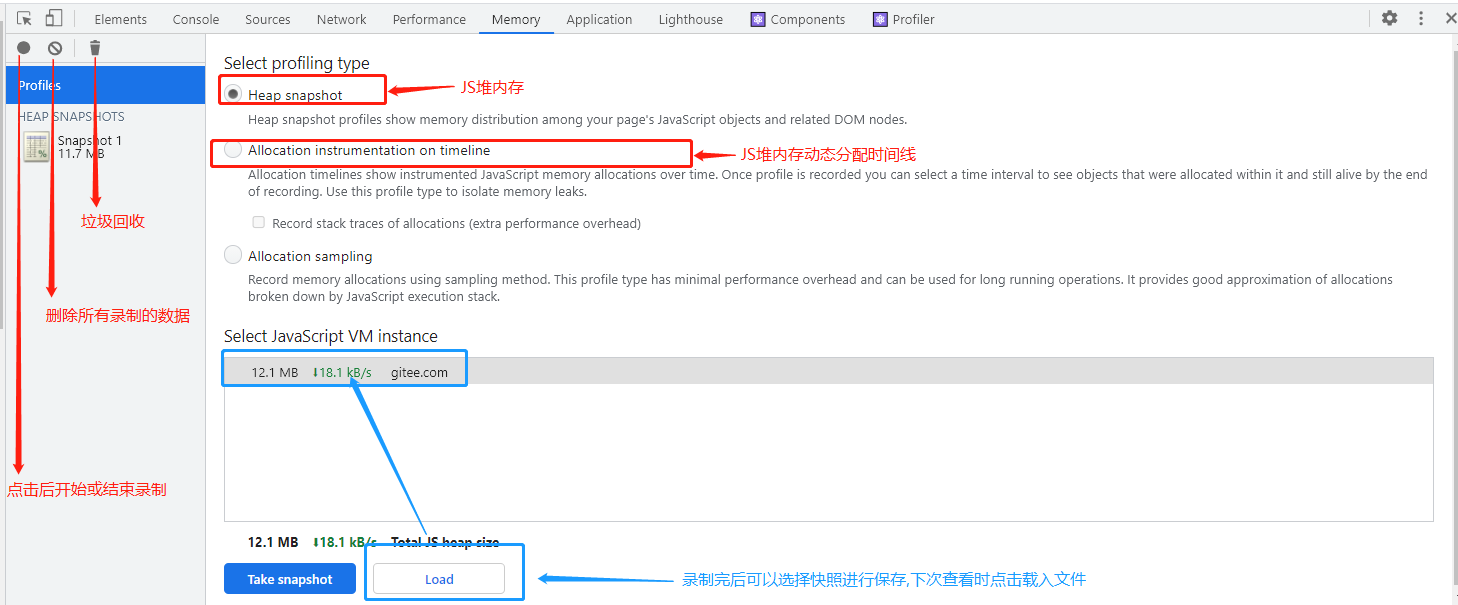 Elements Console Sources Network Performance Memory Application Lighthouse Components Profiler
Profiles
HEAP SNAPSHOTS
Snapshot 1
11.7 MB
垃圾回收
删除所有录制的数据
点击后开始或结束录制
Select profiling type
Heap snapshot
JS堆内存
Heap snapshot profiles show memory distribution among your page's JavaScript objects and related DOM nodes.
Allocation instrumentation on timeline
JS堆内存动态分配时间线
Allocation timelines show instrumented JavaScript memory allocations over time. Once profile is recorded you can select a time interval to see objects that were allocated within it and still alive by the end
of recording. Use this profile type to isolate memory leaks.
Record stack traces of allocations (extra performance overhead)
Allocation sampling
Record memory allocations using sampling method. This profile type has minimal performance overhead and can be used for long running operations. It provides good approximation of allocations
broken down by JavaScript execution stack.
Select JavaScript VM instance
12.1 MB ⬇18.1 kB/s gitee.com
12.1 MB ⬇18.1 kB/s Total JS heap size
Take snapshot Load
录制完后可以选择快照进行保存,下次查看时点击载入文件